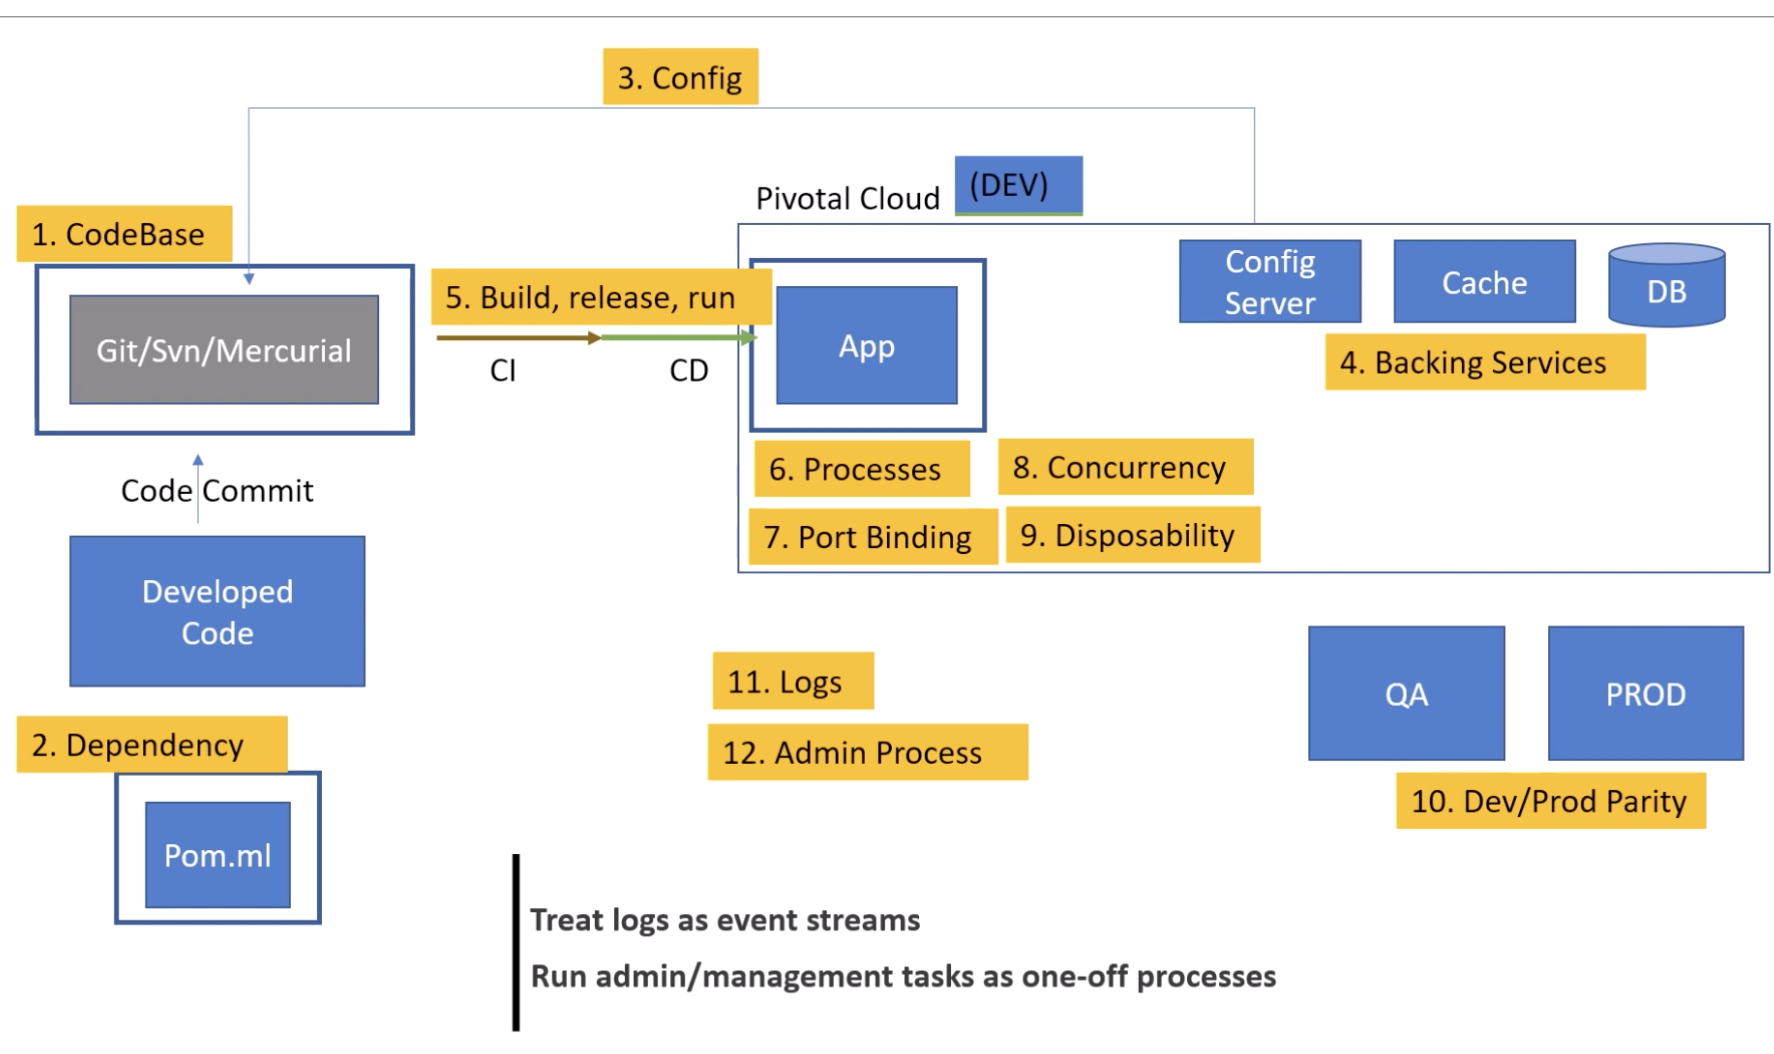 3. Config
Pivotal Cloud
(DEV)
1. CodeBase
Git/Svn/Mercurial
5. Build, release, run
CI
CD
App
Config
Server
Cache
DB
4. Backing Services
6. Processes
8. Concurrency
7. Port Binding
9. Disposability
Code Commit
Developed
Code
2. Dependency
Pom.ml
11. Logs
12. Admin Process
QA
PROD
10. Dev/Prod Parity
Treat logs as event streams
Run admin/management tasks as one-off processes